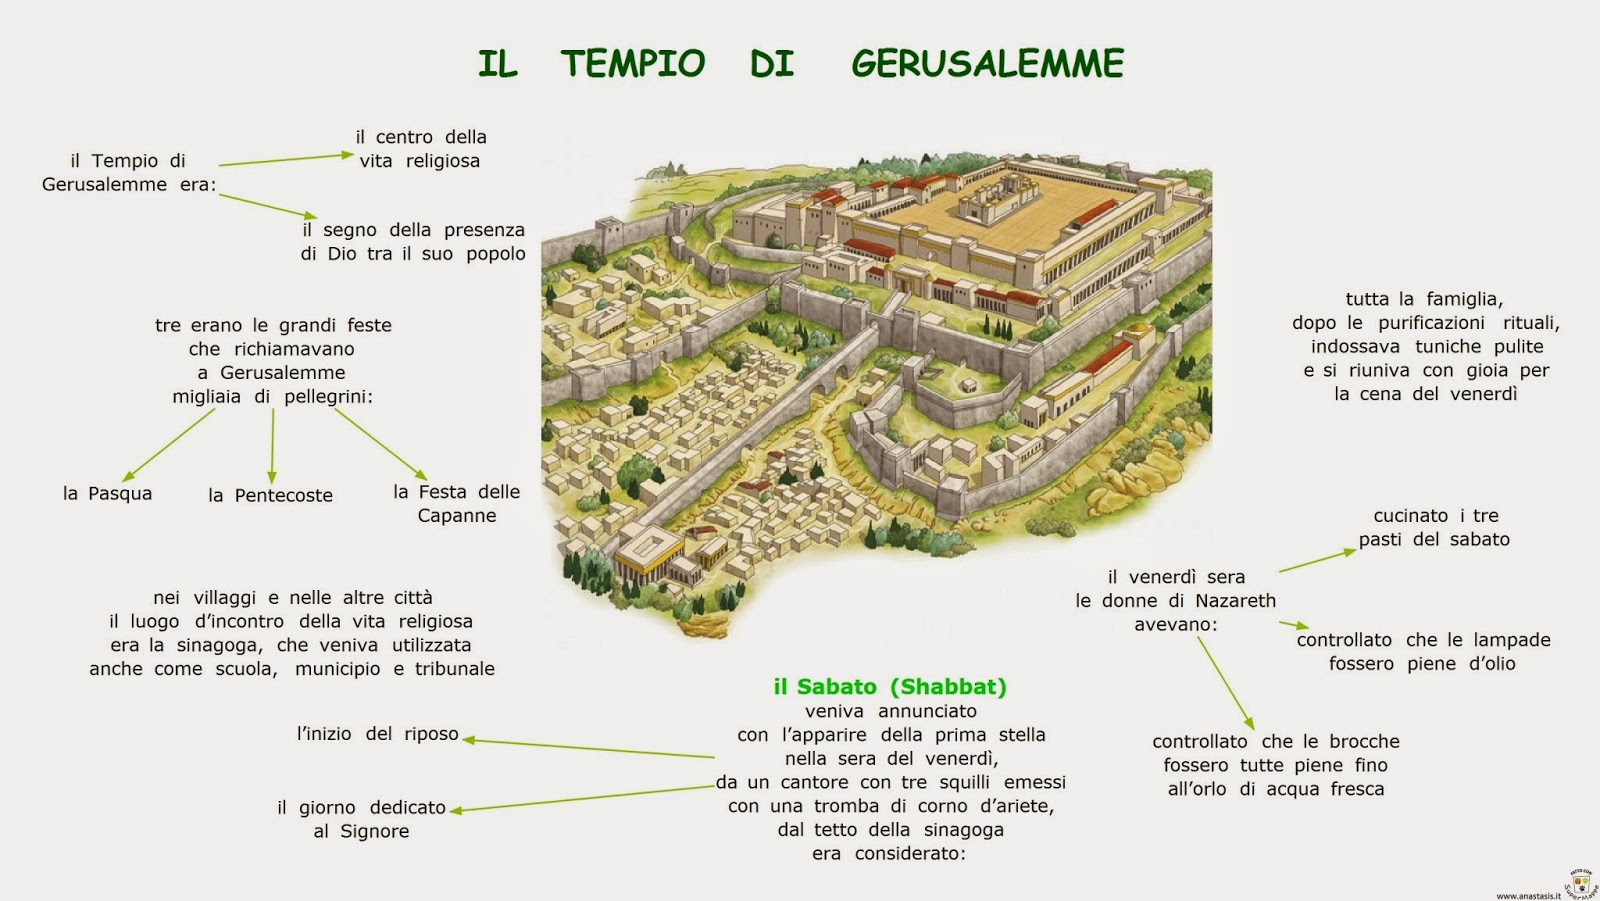 IL TEMPIO DI GERUSALEMME
il Tempio di
Gerusalemme era:
il centro della
vita religiosa
il segno della presenza
di Dio tra il suo popolo
tre erano le grandi feste
che richiamavano
a Gerusalemme
migliaia di pellegrini:
la Pasqua
la Pentecoste
la Festa delle
Capanne
nei villaggi e nelle altre città
il luogo d'incontro della vita religiosa
era la sinagoga, che veniva utilizzata
anche come scuola, municipio e tribunale
il Sabato (Shabbat)
veniva annunciato
con l'apparire della prima stella
nella sera del venerdì,
da un cantore con tre squilli emessi
con una tromba di corno d'ariete,
dal tetto della sinagoga
era considerato:
l'inizio del riposo
il giorno dedicato
al Signore
tutta la famiglia,
dopo le purificazioni rituali,
indossava tuniche pulite
e si riuniva con gioia per
la cena del venerdì
il venerdì sera
le donne di Nazareth
avevano:
cucinato i tre
pasti del sabato
controllato che le lampade
fossero piene d'olio
controllato che le brocche
fossero tutte piene fino
all'orlo di acqua fresca
www.anastasis.it
FATTO CON
SuperMappe